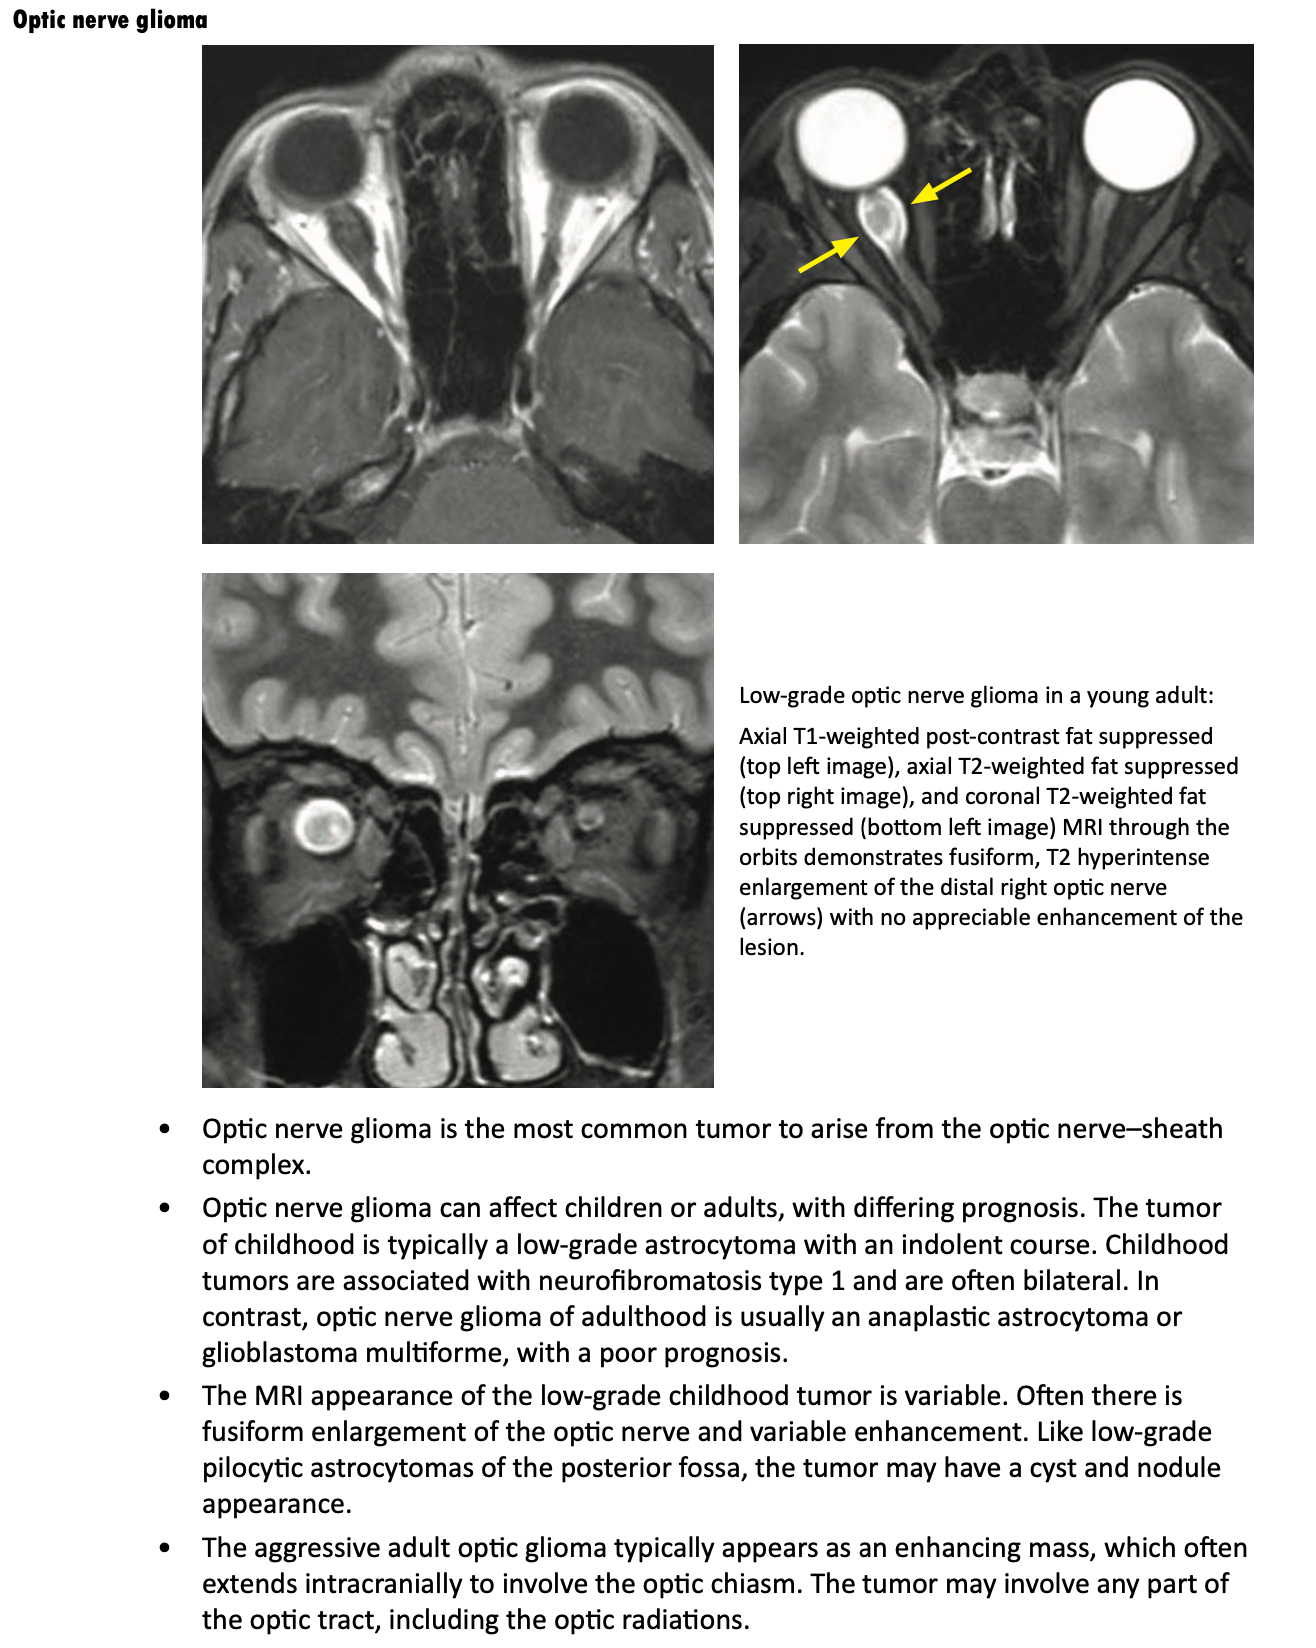 Optic nerve glioma
Low-grade optic nerve glioma in a young adult:
Axial T1-weighted post-contrast fat suppressed
(top left image), axial T2-weighted fat suppressed
(top right image), and coronal T2-weighted fat
suppressed (bottom left image) MRI through the
orbits demonstrates fusiform, T2 hyperintense
enlargement of the distal right optic nerve
(arrows) with no appreciable enhancement of the
lesion.
• Optic nerve glioma is the most common tumor to arise from the optic nerve–sheath
complex.
• Optic nerve glioma can affect children or adults, with differing prognosis. The tumor
of childhood is typically a low-grade astrocytoma with an indolent course. Childhood
tumors are associated with neurofibromatosis type 1 and are often bilateral. In
contrast, optic nerve glioma of adulthood is usually an anaplastic astrocytoma or
glioblastoma multiforme, with a poor prognosis.
• The MRI appearance of the low-grade childhood tumor is variable. Often there is
fusiform enlargement of the optic nerve and variable enhancement. Like low-grade
pilocytic astrocytomas of the posterior fossa, the tumor may have a cyst and nodule
appearance.
• The aggressive adult optic glioma typically appears as an enhancing mass, which often
extends intracranially to involve the optic chiasm. The tumor may involve any part of
the optic tract, including the optic radiations.